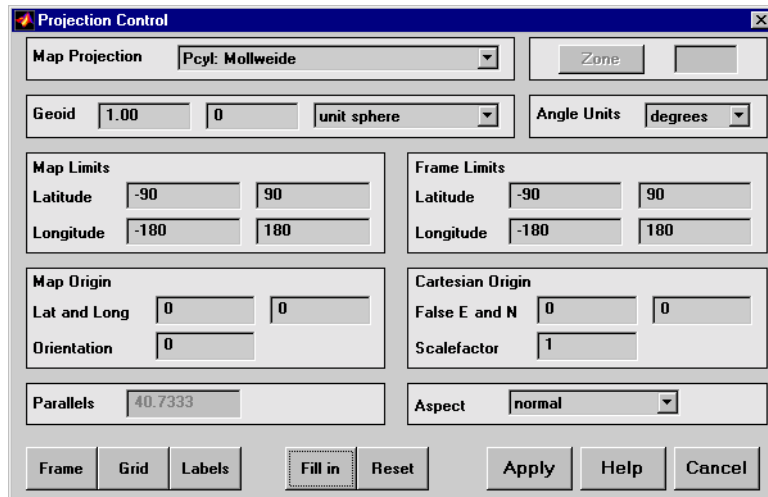 Projection Control
Map Projection Pcyl: Mollweide Zone
Geoid 1.00 0 unit sphere Angle Units degrees
Map Limits
Latitude -90 90
Longitude -180 180
Frame Limits
Latitude -90 90
Longitude -180 180
Map Origin
Lat and Long 0 0
Orientation 0
Cartesian Origin
False E and N 0 0
Scalefactor 1
Parallels 40.7333
Aspect normal
Frame Grid Labels Fill in Reset Apply Help Cancel